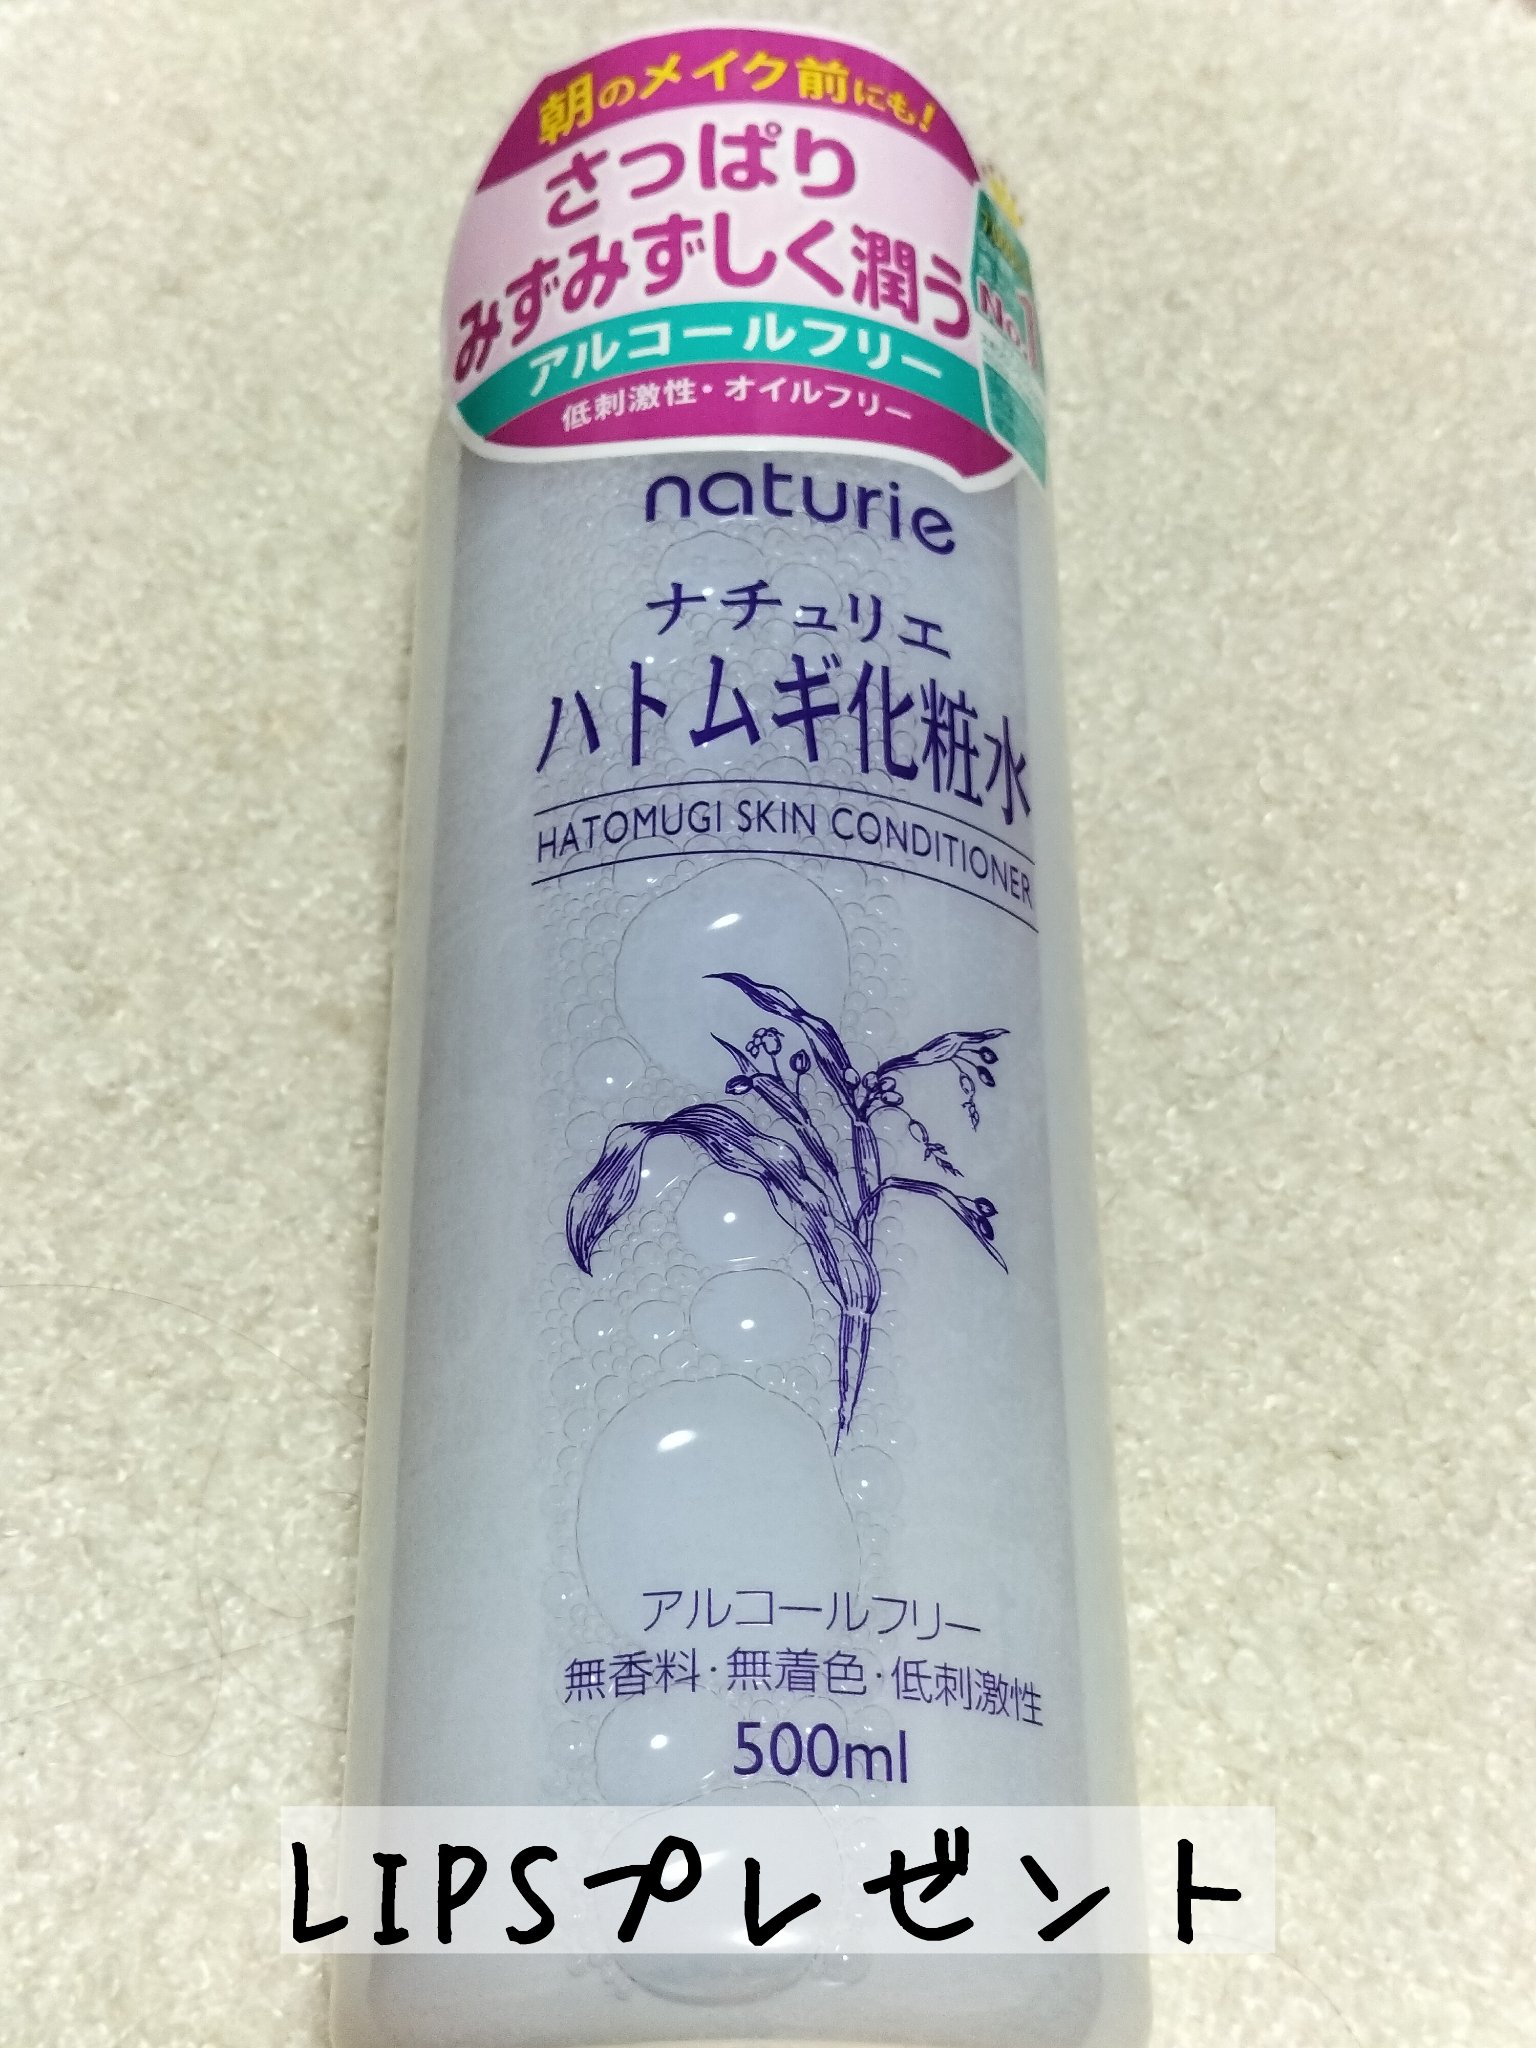 朝のメイク前にも!
さっぱり
みずみずしく潤う
アルコールフリー
低刺激性・オイルフリー
No.1
naturie
ナチュリエ
ハトムギ化粧水
HATOMUGI SKIN CONDITIONER
アルコールフリー
無香料・無着色・低刺激性
500ml
LIPSプレゼント